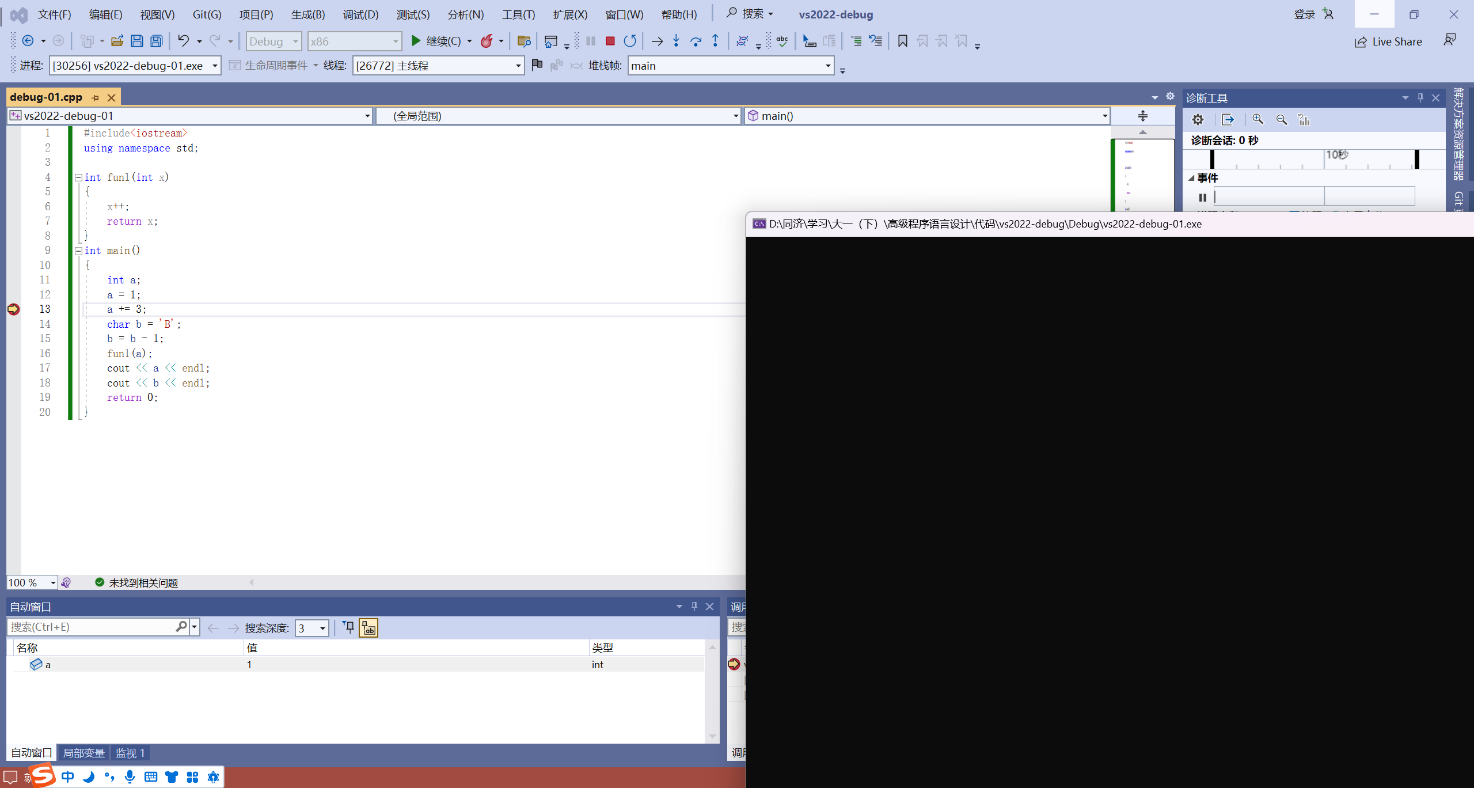 文件(F) 编辑(E) 视图(V) Git(G) 项目(P) 生成(B) 调试(D) 测试(S) 分析(N) 工具(T) 扩展(X) 窗口(W) 帮助(H) 搜索 vs2022-debug 登录
Debug x86 继续(C) abc Live Share
进程: [30256] vs2022-debug-01.exe 生命周期事件 线程: [26772] 主线程 堆栈帧: main
debug-01.cpp
vs2022-debug-01 (全局范围) main()
1 #include<iostream>
2 using namespace std;
3
4 int fun1(int x)
5 {
6 x++;
7 return x;
8 }
9 int main()
10 {
11 int a;
12 a = 1;
13 a += 3;
14 char b = 'B';
15 b = b - 1;
16 fun1(a);
17 cout << a << endl;
18 cout << b << endl;
19 return 0;
20 }
诊断工具
诊断会话: 0 秒
10秒
事件
解决方案资源管理器
Git
D:\同济\学习\大一（下）\高级程序语言设计\代码\vs2022-debug\Debug\vs2022-debug-01.exe
100 % 未找到相关问题
自动窗口
搜索(Ctrl+E) 搜索深度: 3
名称 值 类型
a 1 int
自动窗口 局部变量 监视 1
中